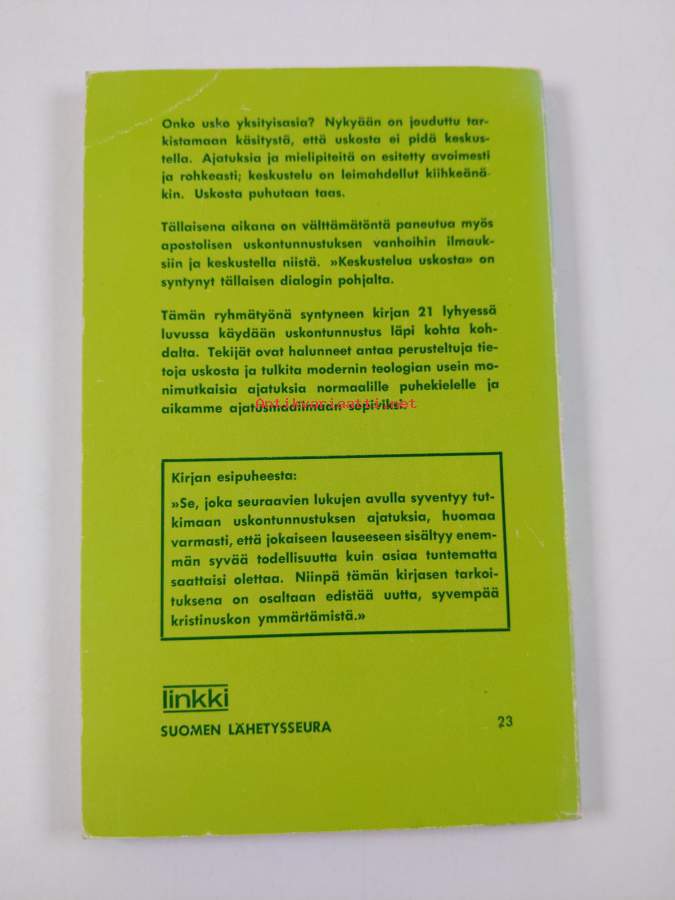 Onko usko yksityisasia? Nykyään on jouduttu tar-
kistamaan käsitystä, että uskosta ei pidä keskus-
tella. Ajatuksia ja mielipiteitä on esitetty avoimesti
ja rohkeasti; keskustelu on leimahdellut kiihkeänä-
kin. Uskosta puhutaan taas.
Tällaisena aikana on välttämätöntä paneutua myös
apostolisen uskontunnustuksen vanhoihin ilmauk-
siin ja keskustella niistä. »Keskustelua uskosta» on
syntynyt tällaisen dialogin pohjalta.
Tämän ryhmätyönä syntyneen kirjan 21 lyhyessä
luvussa käydään uskontunnustus läpi kohta koh-
dalta. Tekijät ovat halunneet antaa perusteltuja tie-
toja uskosta ja tulkita modernin teologian usein mo-
nimutkaisia ajatuksia normaalille puhekielelle ja
aikamme ajatusmaailmaan sopiviksi.
Antikvariaatti.net
Kirjan esipuheesta:
»Se, joka seuraavien lukujen avulla syventyy tut-
kimaan uskontunnustuksen ajatuksia, huomaa
varmasti, että jokaiseen lauseeseen sisältyy enem-
män syvää todellisuutta kuin asiaa tuntematta
saattaisi olettaa. Niinpä tämän kirjasen tarkoi-
tuksena on osaltaan edistää uutta, syvempää
kristinuskon ymmärtämistä.»
linkki
SUOMEN LÄHETYSSEURA 23